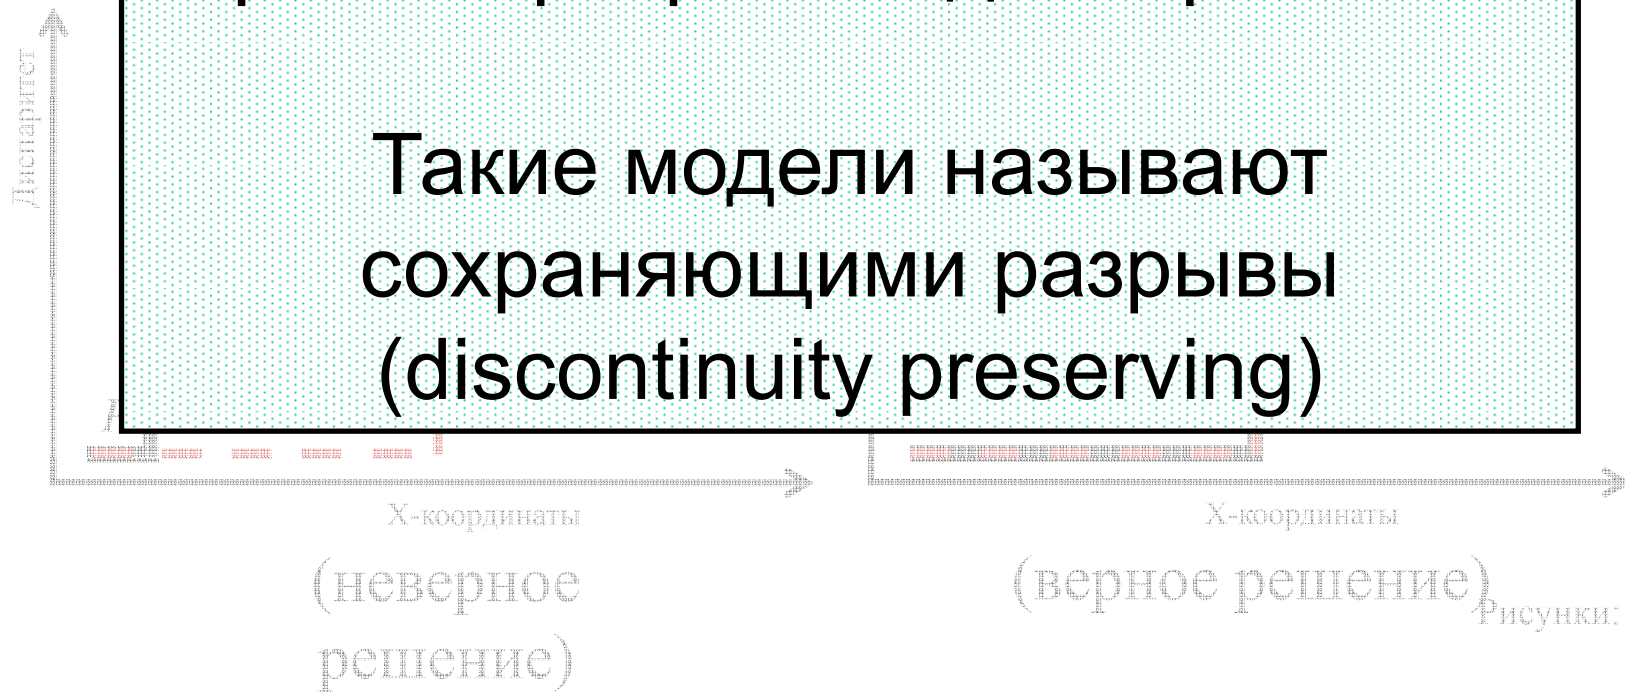 Диспаритет
Такие модели называют
сохраняющими разрывы
(discontinuity preserving)
X-координаты
X-координаты
(неверное
решение)
(верное решение)
Рисунки: